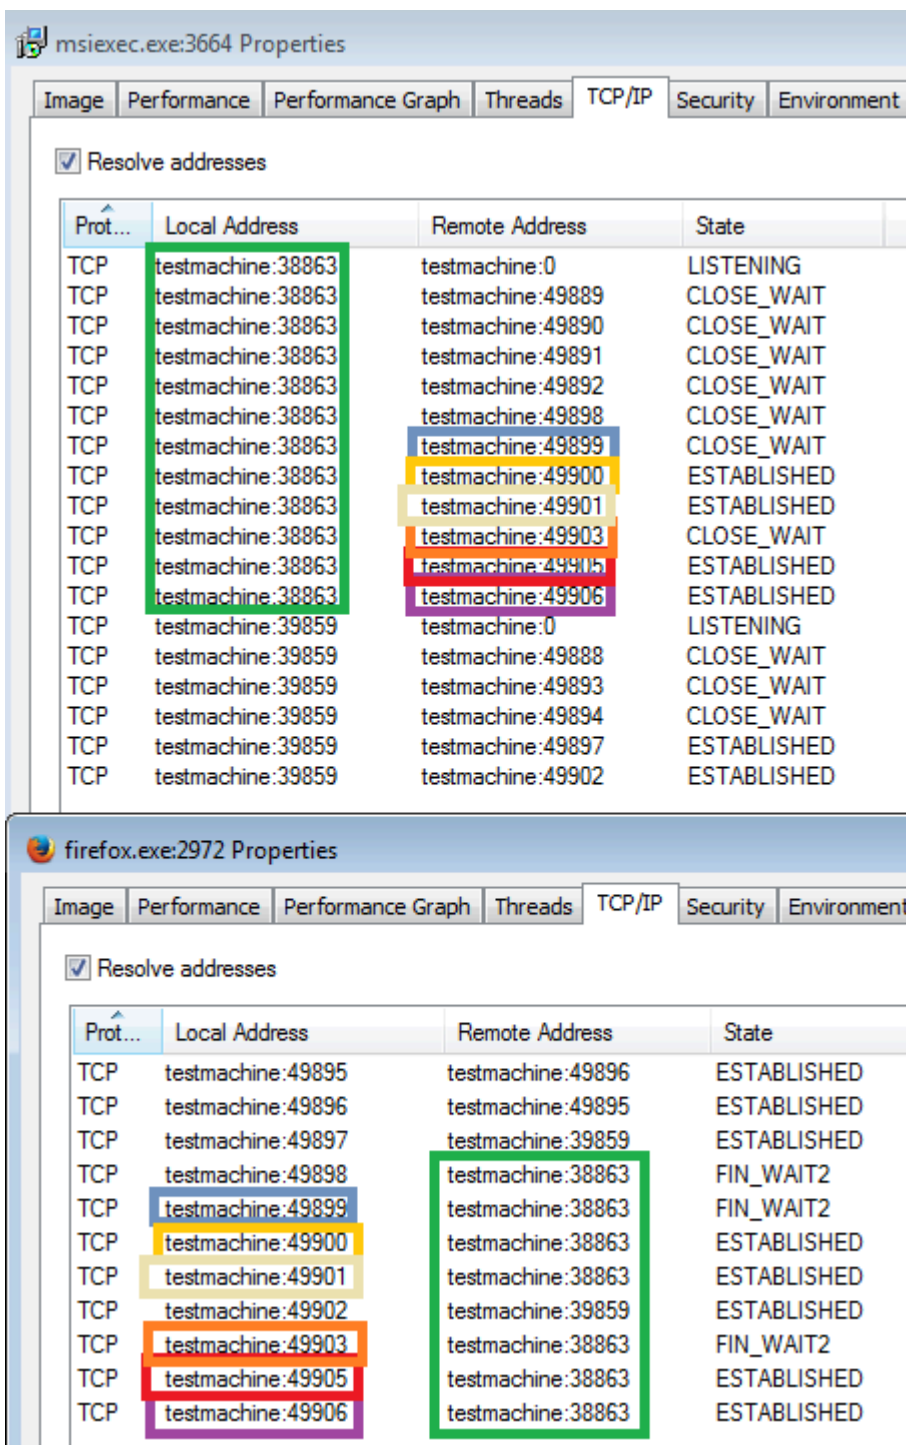 msiexec.exe:3664 Properties
Image Performance Performance Graph Threads TCP/IP Security Environment
Resolve addresses
Prot... Local Address Remote Address State
TCP testmachine:38863 testmachine:0 LISTENING
TCP testmachine:38863 testmachine:49889 CLOSE_WAIT
TCP testmachine:38863 testmachine:49890 CLOSE_WAIT
TCP testmachine:38863 testmachine:49891 CLOSE_WAIT
TCP testmachine:38863 testmachine:49892 CLOSE_WAIT
TCP testmachine:38863 testmachine:49898 CLOSE_WAIT
TCP testmachine:38863 testmachine:49899 CLOSE_WAIT
TCP testmachine:38863 testmachine:49900 ESTABLISHED
TCP testmachine:38863 testmachine:49901 ESTABLISHED
TCP testmachine:38863 testmachine:49903 CLOSE_WAIT
TCP testmachine:38863 testmachine:49905 ESTABLISHED
TCP testmachine:38863 testmachine:49906 ESTABLISHED
TCP testmachine:39859 testmachine:0 LISTENING
TCP testmachine:39859 testmachine:49888 CLOSE_WAIT
TCP testmachine:39859 testmachine:49893 CLOSE_WAIT
TCP testmachine:39859 testmachine:49894 CLOSE_WAIT
TCP testmachine:39859 testmachine:49897 ESTABLISHED
TCP testmachine:39859 testmachine:49902 ESTABLISHED
firefox.exe:2972 Properties
Image Performance Performance Graph Threads TCP/IP Security Environment
Resolve addresses
Prot... Local Address Remote Address State
TCP testmachine:49895 testmachine:49896 ESTABLISHED
TCP testmachine:49896 testmachine:49895 ESTABLISHED
TCP testmachine:49897 testmachine:39859 ESTABLISHED
TCP testmachine:49898 testmachine:38863 FIN_WAIT2
TCP testmachine:49899 testmachine:38863 FIN_WAIT2
TCP testmachine:49900 testmachine:38863 ESTABLISHED
TCP testmachine:49901 testmachine:38863 ESTABLISHED
TCP testmachine:49902 testmachine:39859 ESTABLISHED
TCP testmachine:49903 testmachine:38863 FIN_WAIT2
TCP testmachine:49905 testmachine:38863 ESTABLISHED
TCP testmachine:49906 testmachine:38863 ESTABLISHED